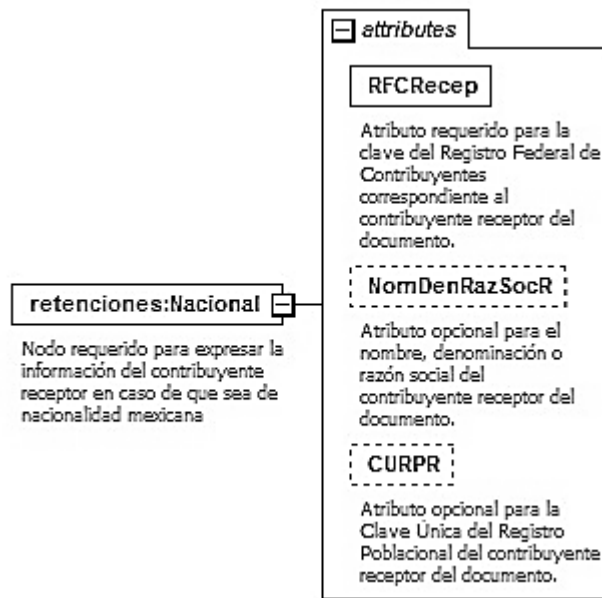 attributes
RFCRecep
Atributo requerido para la
clave del Registro Federal de
Contribuyentes
correspondiente al
contribuyente receptor del
documento.
retenciones:Nacional
Nodo requerido para expresar la
información del contribuyente
receptor en caso de que sea de
nacionalidad mexicana
NomDenRazSocR
Atributo opcional para el
nombre, denominación o
razón social del
contribuyente receptor del
documento.
CURPR
Atributo opcional para la
Clave Única del Registro
Poblacional del contribuyente
receptor del documento.